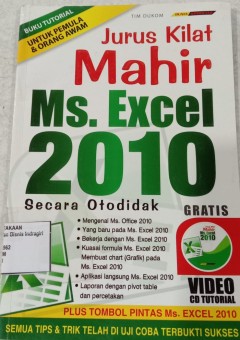 BUKU TUTORIAL
UNTUK PEMULA
& ORANG AWAM
TIM DUKOM
Jurus Kilat
Mahir
Ms. Excel
2010
Secara Otodidak
GRATIS
• Mengenal Ms. Office 2010
• Yang baru pada Ms. Excel 2010
• Bekerja dengan Ms. Excel 2010
• Kuasai formula Ms. Excel 2010
Membuat chart (Grafik) pada
Ms. Excel 2010
• Aplikasi langsung Ms. Excel 2010
• Laporan dengan pivot table
dan percetakan
VIDEO
CD TUTORIAL
PLUS TOMBOL PINTAS Ms. EXCEL 2010
SEMUA TIPS & TRIK TELAH DI UJI COBA TERBUKTI SUKSES